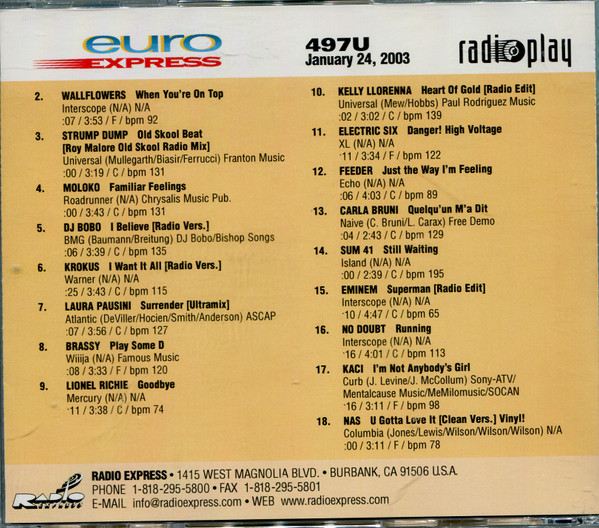 euro
EXPRESS
497U
January 24, 2003
radioplay
2. WALLFLOWERS When You're On Top
Interscope (N/A) N/A
:07 / 3:53 / F / bpm 92
3. STRUMP DUMP Old Skool Beat
[Roy Malore Old Skool Radio Mix]
Universal (Mullegarth/Biasir/Ferrucci) Franton Music
:00 / 3:19 / C / bpm 131
4. MOLOKO Familiar Feelings
Roadrunner (N/A) Chrysalis Music Pub.
:00 / 3:43 / C / bpm 131
5. DJ BOBO I Believe [Radio Vers.]
BMG (Baumann/Breitung) DJ Bobo/Bishop Songs
:06 / 3:39 / C / bpm 135
6. KROKUS I Want It All [Radio Vers.]
Warner (N/A) N/A
:25 / 3:43 / C / bpm 115
7. LAURA PAUSINI Surrender [Ultramix]
Atlantic (DeViller/Hocien/Smith/Anderson) ASCAP
:07 / 3:56 / C / bpm 127
8. BRASSY Play Some D
Wiiija (N/A) Famous Music
:08 / 3:33 / F / bpm 120
9. LIONEL RICHIE Goodbye
Mercury (N/A) N/A
:11 / 3:38 / C / bpm 74
10. KELLY LLORENNA Heart Of Gold [Radio Edit]
Universal (Mew/Hobbs) Paul Rodriguez Music
:02 / 3:02 / C / bpm 139
11. ELECTRIC SIX Danger! High Voltage
XL (N/A) N/A
:11 / 3:34 / F / bpm 122
12. FEEDER Just the Way I'm Feeling
Echo (N/A) N/A
:06 / 4:03 / C / bpm 89
13. CARLA BRUNI Quelqu'un M'a Dit
Naive (C. Bruni/L. Carax) Free Demo
:04 / 2:43 / C / bpm 129
14. SUM 41 Still Waiting
Island (N/A) N/A
:00 / 2:39 / C / bpm 195
15. EMINEM Superman [Radio Edit]
Interscope (N/A) N/A
:10 / 4:47 / F / bpm 65
16. NO DOUBT Running
Interscope (N/A) N/A
:16 / 4:01 / C / bpm 113
17. KACI I'm Not Anybody's Girl
Curb (J. Levine/J. McCollum) Sony-ATV/
Mentalcause Music/MeMilomusic/SOCAN
:16 / 3:11 / F / bpm 98
18. NAS U Gotta Love It [Clean Vers.] Vinyl!
Columbia (Jones/Lewis/Wilson/Wilson/Wilson) N/A
:00 / 3:11 / F / bpm 78
RADIO EXPRESS
RADIO EXPRESS • 1415 WEST MAGNOLIA BLVD. • BURBANK, CA 91506 U.S.A.
PHONE 1-818-295-5800 • FAX 1-818-295-5801
E-MAIL info@radioexpress.com • WEB www.radioexpress.com